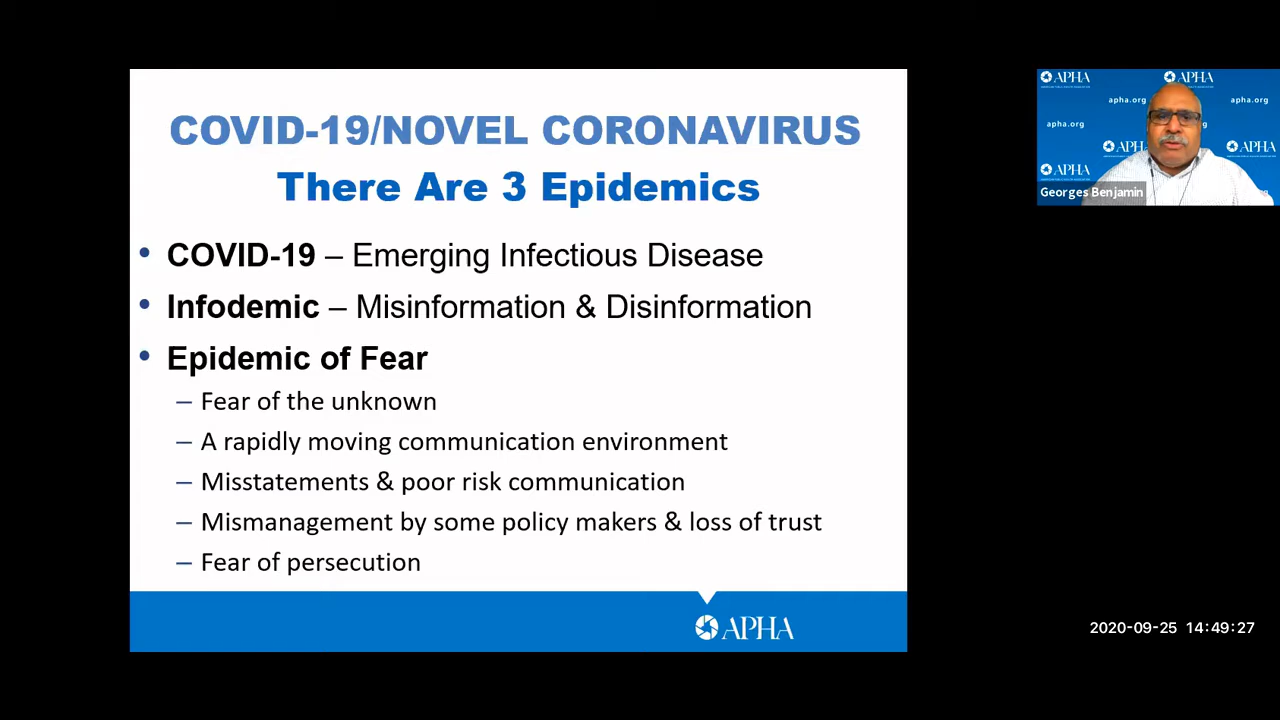 COVID-19/NOVEL CORONAVIRUS
There Are 3 Epidemics
• COVID-19 – Emerging Infectious Disease
• Infodemic – Misinformation & Disinformation
• Epidemic of Fear
– Fear of the unknown
– A rapidly moving communication environment
– Misstatements & poor risk communication
– Mismanagement by some policy makers & loss of trust
– Fear of persecution
APHA
APHA APHA
apha.org apha.org
apha.org
APHA
APHA
Georges Benjamin
2020-09-25 14:49:27